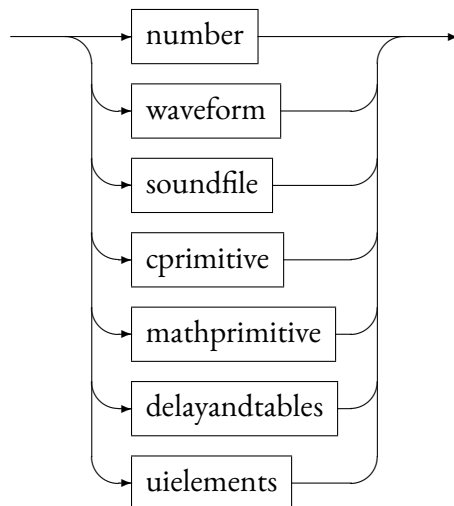 number
waveform
soundfile
cprimitive
mathprimitive
delayandtables
uielements